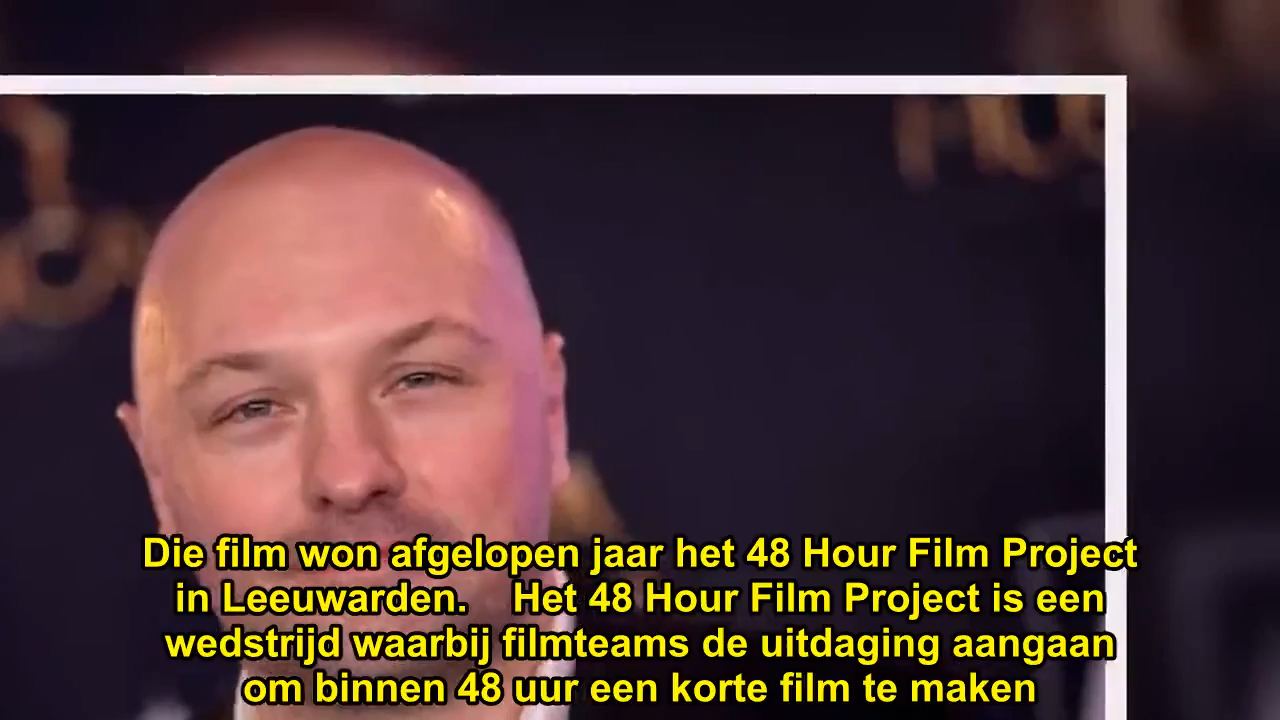 Die film won afgelopen jaar het 48 Hour Film Project
in Leeuwarden. Het 48 Hour Film Project is een
wedstrijd waarbij filmteams de uitdaging aangaan
om binnen 48 uur een korte film te maken